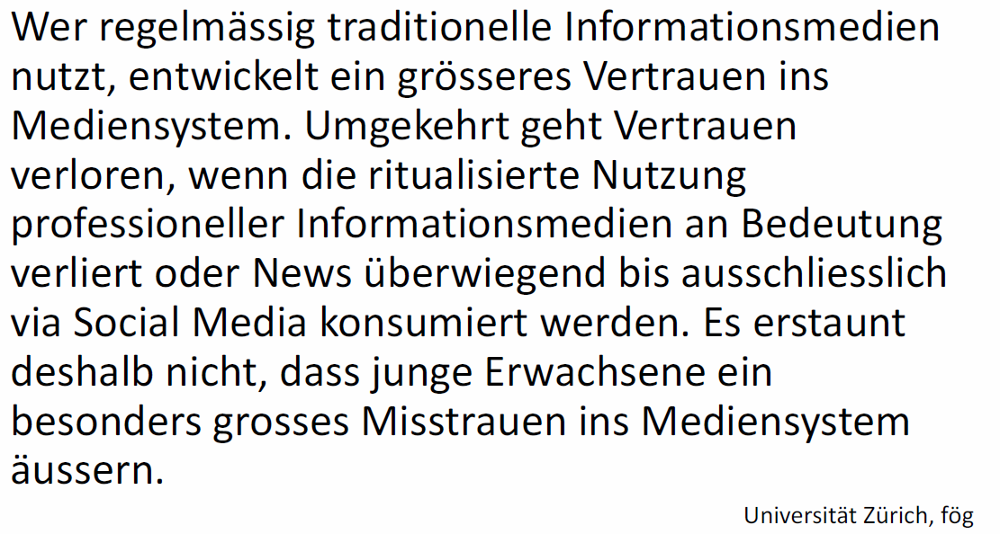 Wer regelmässig traditionelle Informationsmedien
nutzt, entwickelt ein grösseres Vertrauen ins
Mediensystem. Umgekehrt geht Vertrauen
verloren, wenn die ritualisierte Nutzung
professioneller Informationsmedien an Bedeutung
verliert oder News überwiegend bis ausschliesslich
via Social Media konsumiert werden. Es erstaunt
deshalb nicht, dass junge Erwachsene ein
besonders grosses Misstrauen ins Mediensystem
äussern.
Universität Zürich, fög